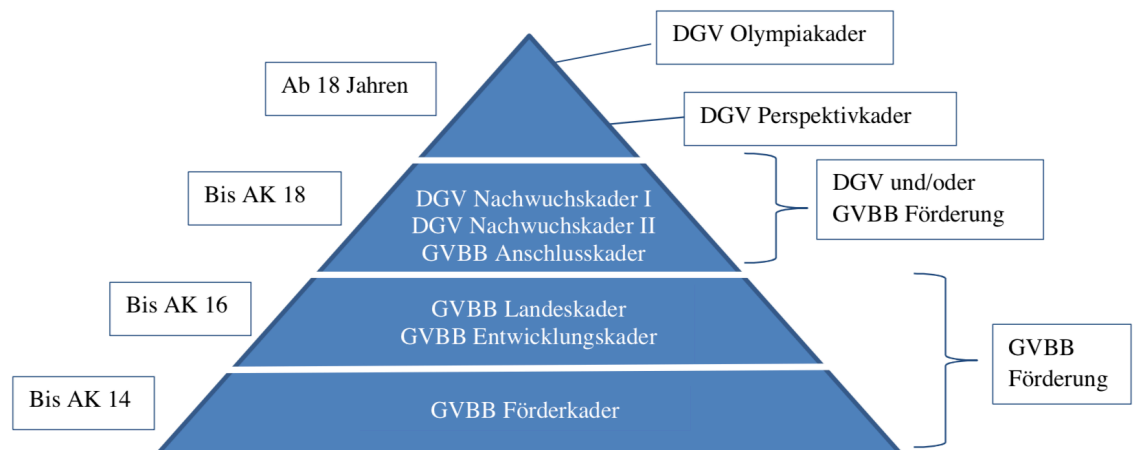 DGV Olympiakader
Ab 18 Jahren
DGV Perspektivkader
Bis AK 18
DGV Nachwuchskader I
DGV Nachwuchskader II
GVBB Anschlusskader
DGV und/oder
GVBB Förderung
Bis AK 16
GVBB Landeskader
GVBB Entwicklungskader
GVBB
Förderung
Bis AK 14
GVBB Förderkader